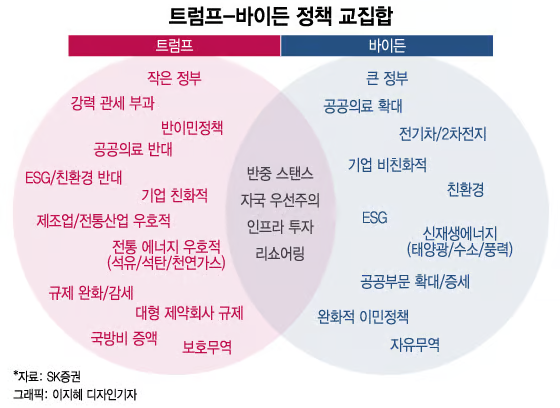 트럼프-바이든 정책 교집합
트럼프
바이든
작은 정부
강력 관세 부과
반이민정책
공공의료 반대
ESG/친환경 반대
기업 친화적
제조업/전통산업 우호적
전통 에너지 우호적
(석유/석탄/천연가스)
규제 완화/감세
대형 제약회사 규제
국방비 증액
보호무역
반중 스탠스
자국 우선주의
인프라 투자
리쇼어링
큰 정부
공공의료 확대
전기차/2차전지
기업 비친화적
친환경
ESG
신재생에너지
(태양광/수소/풍력)
공공부문 확대/증세
완화적 이민정책
자유무역
*자료: SK증권
그래픽: 이지혜 디자인기자